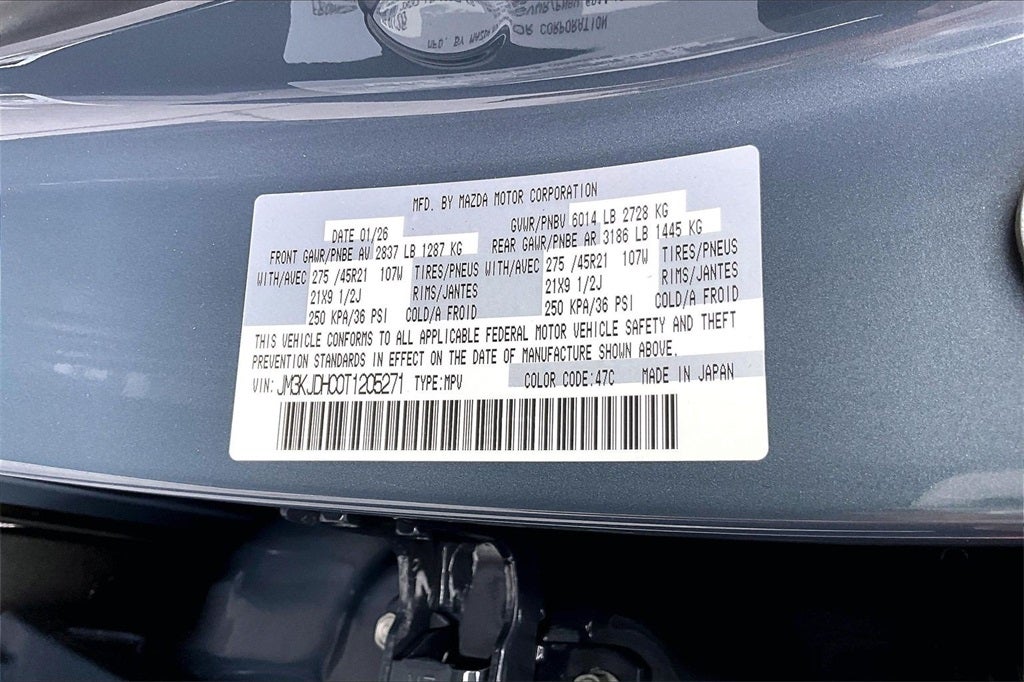 MFD. BY MAZDA MOTOR CORPORATION
DATE 01/26 GVWR/PNBV 6014 LB 2728 KG
FRONT GAWR/PNBE AV 2837 LB 1287 KG REAR GAWR/PNBE AR 3186 LB 1445 KG
WITH/AVEC 275 /45R21 107W TIRES/PNEUS WITH/AVEC 275 /45R21 107W TIRES/PNEUS
21X9 1/2J RIMS/JANTES 21X9 1/2J RIMS/JANTES
250 KPA/36 PSI COLD/A FROID 250 KPA/36 PSI COLD/A FROID
THIS VEHICLE CONFORMS TO ALL APPLICABLE FEDERAL MOTOR VEHICLE SAFETY AND THEFT
PREVENTION STANDARDS IN EFFECT ON THE DATE OF MANUFACTURE SHOWN ABOVE.
VIN: JM3KJDHC0T1205271 TYPE:MPV COLOR CODE:47C MADE IN JAPAN